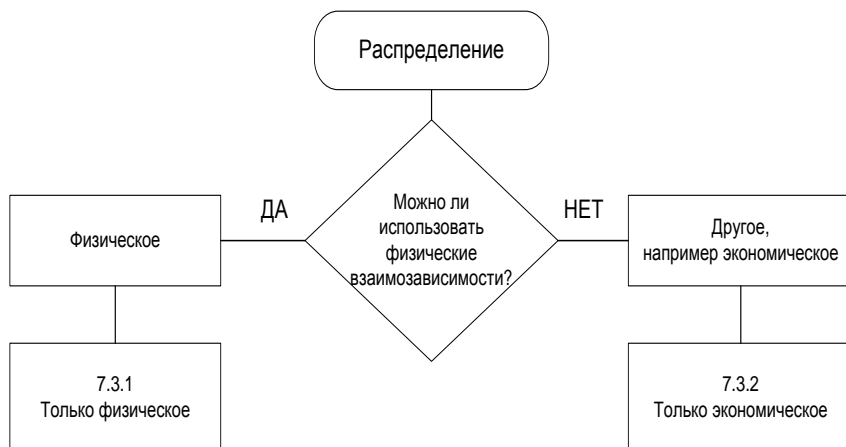 Распределение
Можно ли
использовать
физические
взаимозависимости?
ДА
НЕТ
Физическое
Другое,
например экономическое
7.3.1
Только физическое
7.3.2
Только экономическое